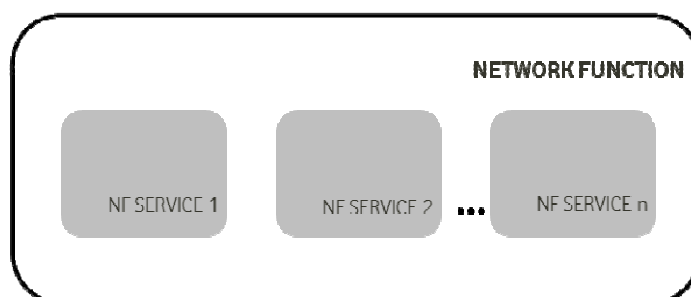 NETWORK FUNCTION
NF SERVICE 1
NF SERVICE 2
...
NF SERVICE n